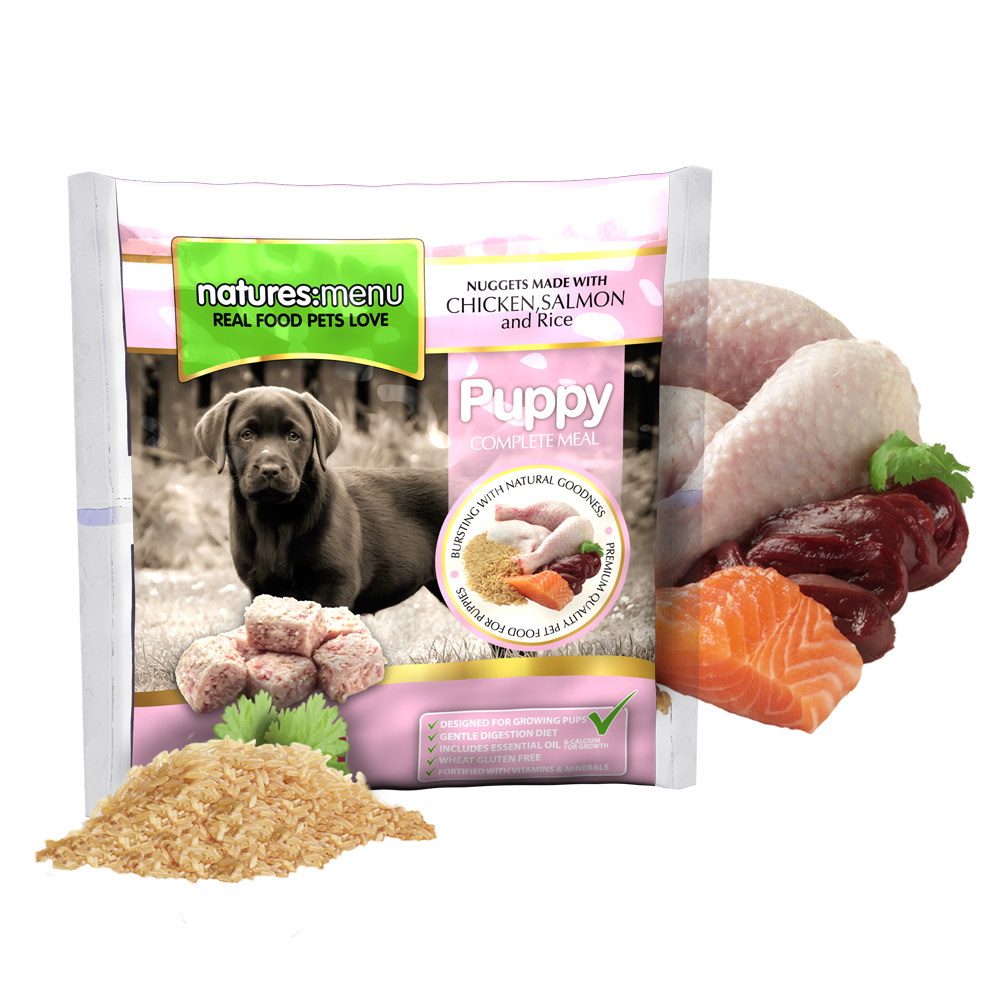 natures:menu
REAL FOOD PETS LOVE
NUGGETS MADE WITH
CHICKEN, SALMON
and Rice
Puppy
COMPLETE MEAL
BURSTING WITH NATURAL GOODNESS
PREMIUM QUALITY PET FOOD FOR PUPPIES
DESIGNED FOR GROWING PUPS
GENTLE DIGESTION DIET
INCLUDES ESSENTIAL OIL & CALCIUM FOR GROWTH
WHEAT GLUTEN FREE
FORTIFIED WITH VITAMINS & MINERALS